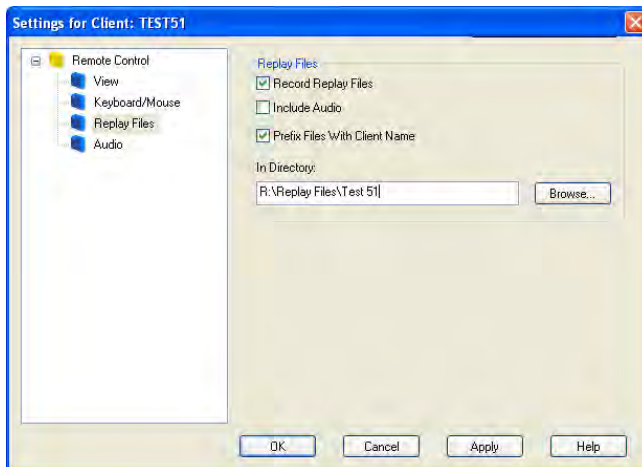 Settings for Client: TEST51
Remote Control
View
Keyboard/Mouse
Replay Files
Audio
Replay Files
Record Replay Files
Include Audio
Prefix Files With Client Name
In Directory:
R:\Replay Files\Test 51
Browse...
OK
Cancel
Apply
Help